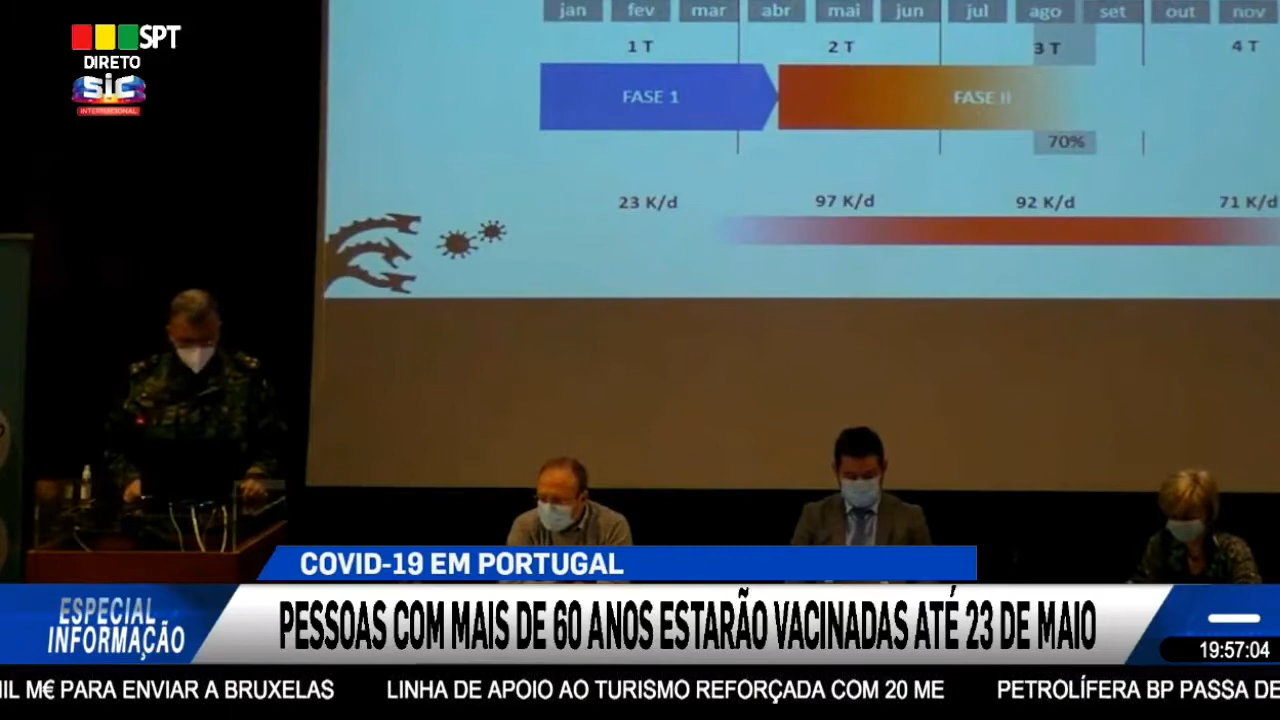 jan fev mar abr mai jun jul ago set out nov
SPT
1 T 2 T 3 T 4 T
DIRETO
SiC
INTERNACIONAL
FASE 1 FASE II
70%
23 K/d 97 K/d 92 K/d 71 K/d
COVID-19 EM PORTUGAL
ESPECIAL
INFORMAÇÃO
PESSOAS COM MAIS DE 60 ANOS ESTARÃO VACINADAS ATÉ 23 DE MAIO
19:57:04
IL M€ PARA ENVIAR A BRUXELAS LINHA DE APOIO AO TURISMO REFORÇADA COM 20 ME PETROLÍFERA BP PASSA DE